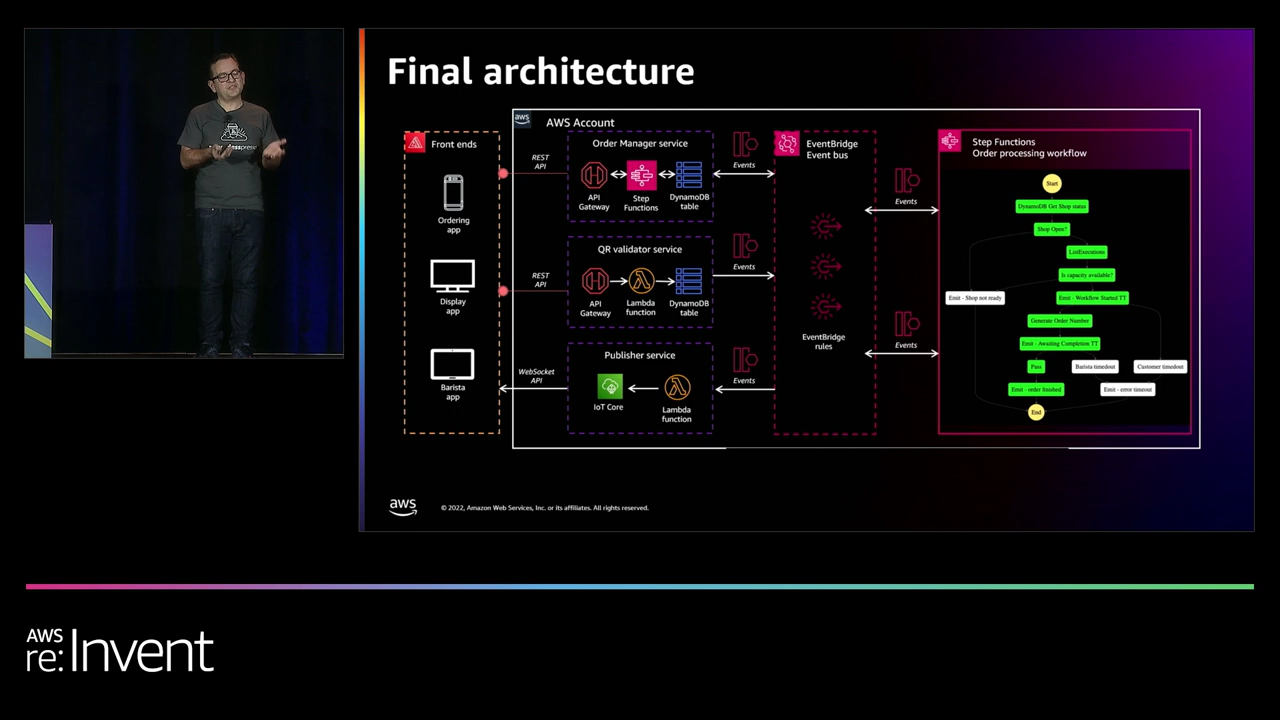 Final architecture
aws
AWS Account
Front ends
Ordering
app
Display
app
Barista
app
REST
API
REST
API
WebSocket
API
Order Manager service
API
Gateway
Step
Functions
DynamoDB
table
QR validator service
API
Gateway
Lambda
function
DynamoDB
table
Publisher service
IoT Core
Lambda
function
Events
Events
Events
EventBridge
Event bus
EventBridge
rules
Events
Events
Step Functions
Order processing workflow
Start
DynamoDB Get Shop status
Shop Open?
ListExecutions
Is capacity available?
Emit - Shop not ready
Emit - Workflow Started TT
Generate Order Number
Emit - Awaiting Completion TT
Pass
Barista timedout
Customer timedout
Emit - order finished
Emit - error timeout
End
aws
© 2022, Amazon Web Services, Inc. or its affiliates. All rights reserved.
AWS
re:Invent